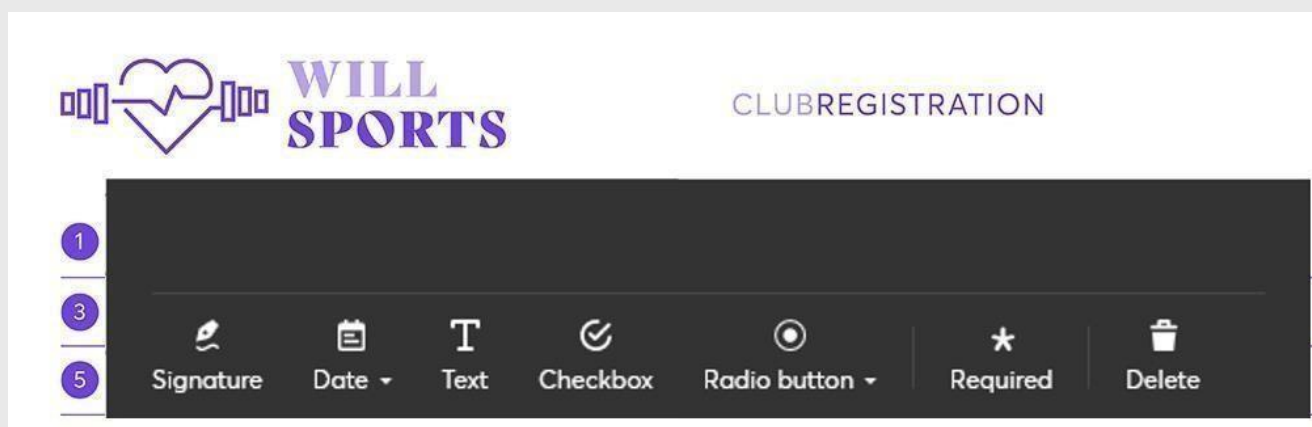 WILL
SPORTS
CLUBREGISTRATION
1
3
5
Signature Date Text Checkbox Radio button Required Delete